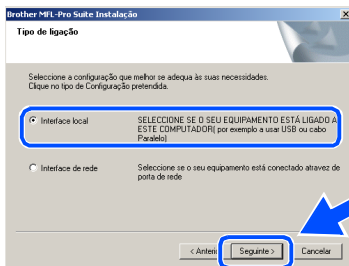 Brother MFL-Pro Suite Instalação
Tipo de ligação
Seleccione a configuração que melhor se adequa às suas necessidades.
Clique no tipo de Configuração pretendida.
Interface local
SELECCIONE SE O SEU EQUIPAMENTO ESTÁ LIGADO A
ESTE COMPUTADOR( por exemplo a usar USB ou cabo
Paralelo)
Interface de rede
Seleccione se o seu equipamento está conectado atravez de
porta de rede
< Anteri
Seguinte >
Cancelar